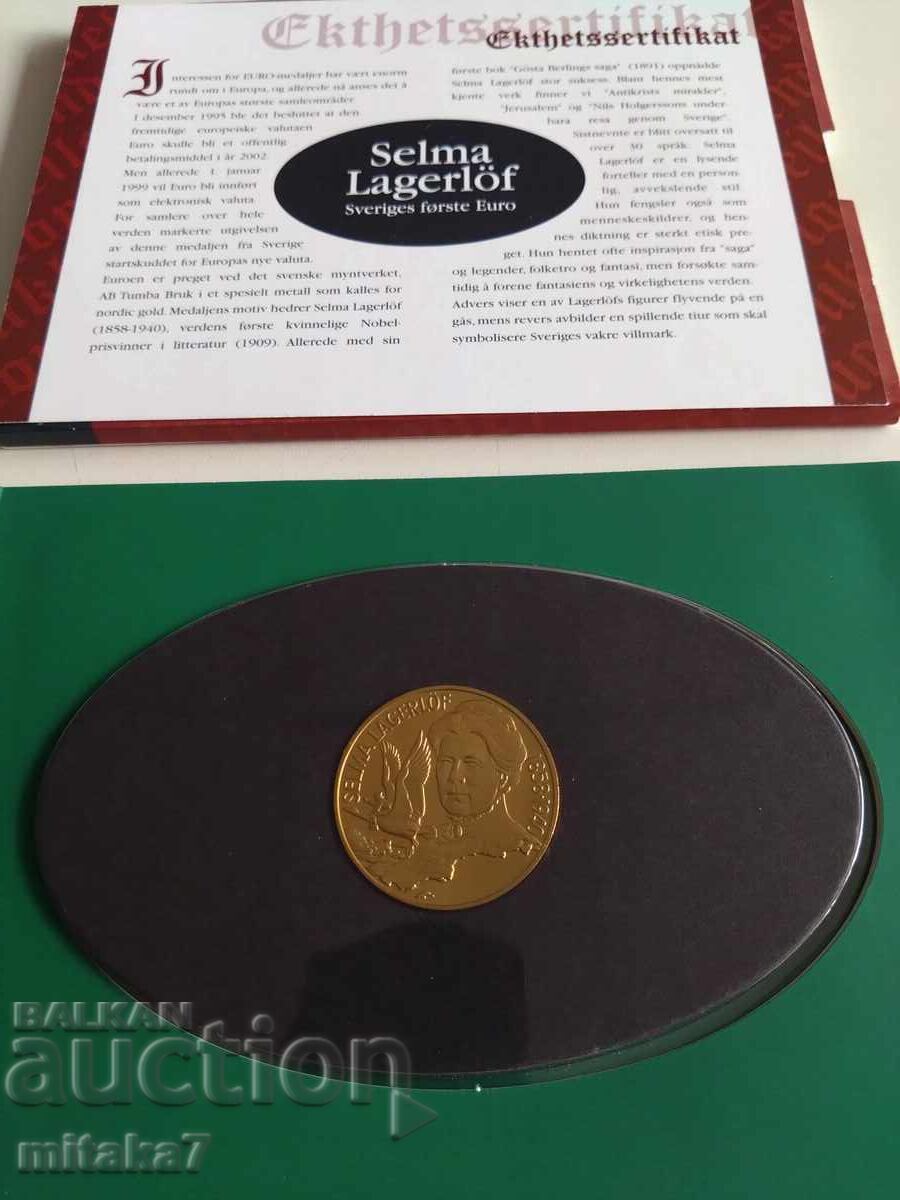 Ekthetssertifikat
Ekthetssertifikat
Interessen for EURO-medaljer har vært enorm
rundt om i Europa, og allerede nå anses det å
være et av Europas største samleområder.
I desember 1995 ble det besluttet at den
fremtidige europeiske valutaen
Euro skulle bli et offentlig
betalingsmiddel i år 2002.
Men allerede 1. januar
1999 vil Euro bli innført
som elektronisk valuta.
For samlere over hele
verden markerte utgivelsen
av denne medaljen fra Sverige
startskuddet for Europas nye valuta.
Euroen er preget ved det svenske myntverket,
AB Tumba Bruk i et spesielt metall som kalles for
nordic gold. Medaljens motiv hedrer Selma Lagerlöf
(1858-1940), verdens første kvinnelige Nobel-
prisvinner i litteratur (1909). Allerede med sin
første bok "Gösta Berlings saga" (1891) oppnådde
Selma Lagerlöf stor suksess. Blant hennes mest
kjente verk finner vi "Antikrists mirakler",
"Jerusalem" og "Nils Holgerssons under-
bara resa genom Sverige".
Sistnevnte er blitt oversatt til
over 30 språk. Selma
Lagerlöf er en lysende
forteller med en person-
lig, avvekslende stil.
Hun fengsler også som
menneskeskildrer, og hen-
nes diktning er sterkt etisk pre-
get. Hun hentet ofte inspirasjon fra "saga"
og legender, folketro og fantasi, men forsøkte sam-
tidig å forene fantasiens og virkelighetens verden.
Advers viser en av Lagerlöfs figurer flyvende på en
gås, mens revers avbilder en spillende tiur som skal
symbolisere Sveriges vakre villmark.
Selma
Lagerlöf
Sveriges første Euro
SELMA LAGERLÖF
1858-1940
BALKAN
auction
mitaka7